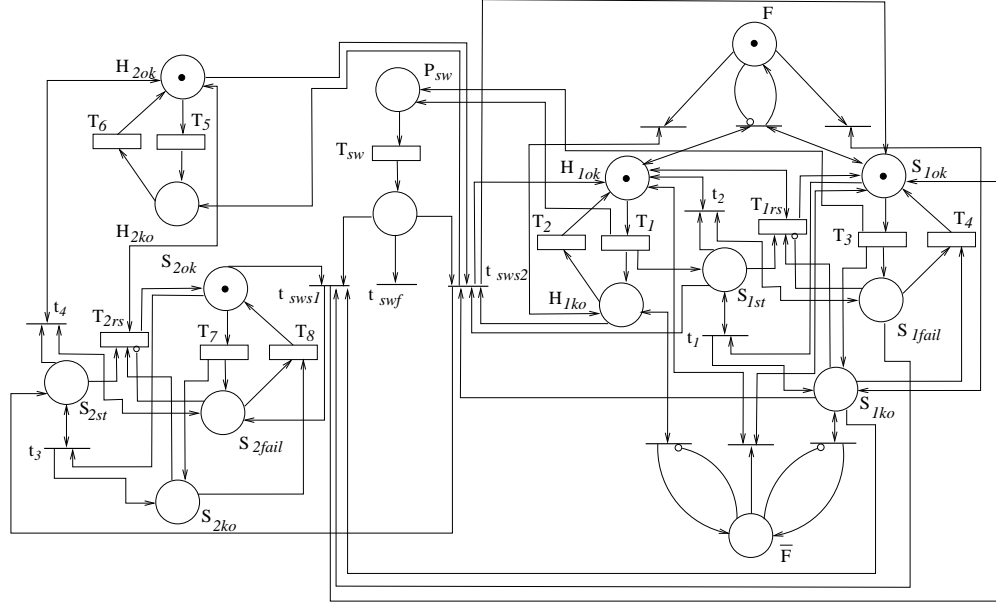 F
H2ok
Psw
T6
T5
Tsw
H1ok
S1ok
t2
T1rs
T2
T1
T3
T4
H2ko
S2ok
tsws1
tswf
tsws2
H1ko
S1st
S1fail
t4
T2rs
T7
T8
t1
S2st
S1ko
S2fail
t3
S2ko
F̅